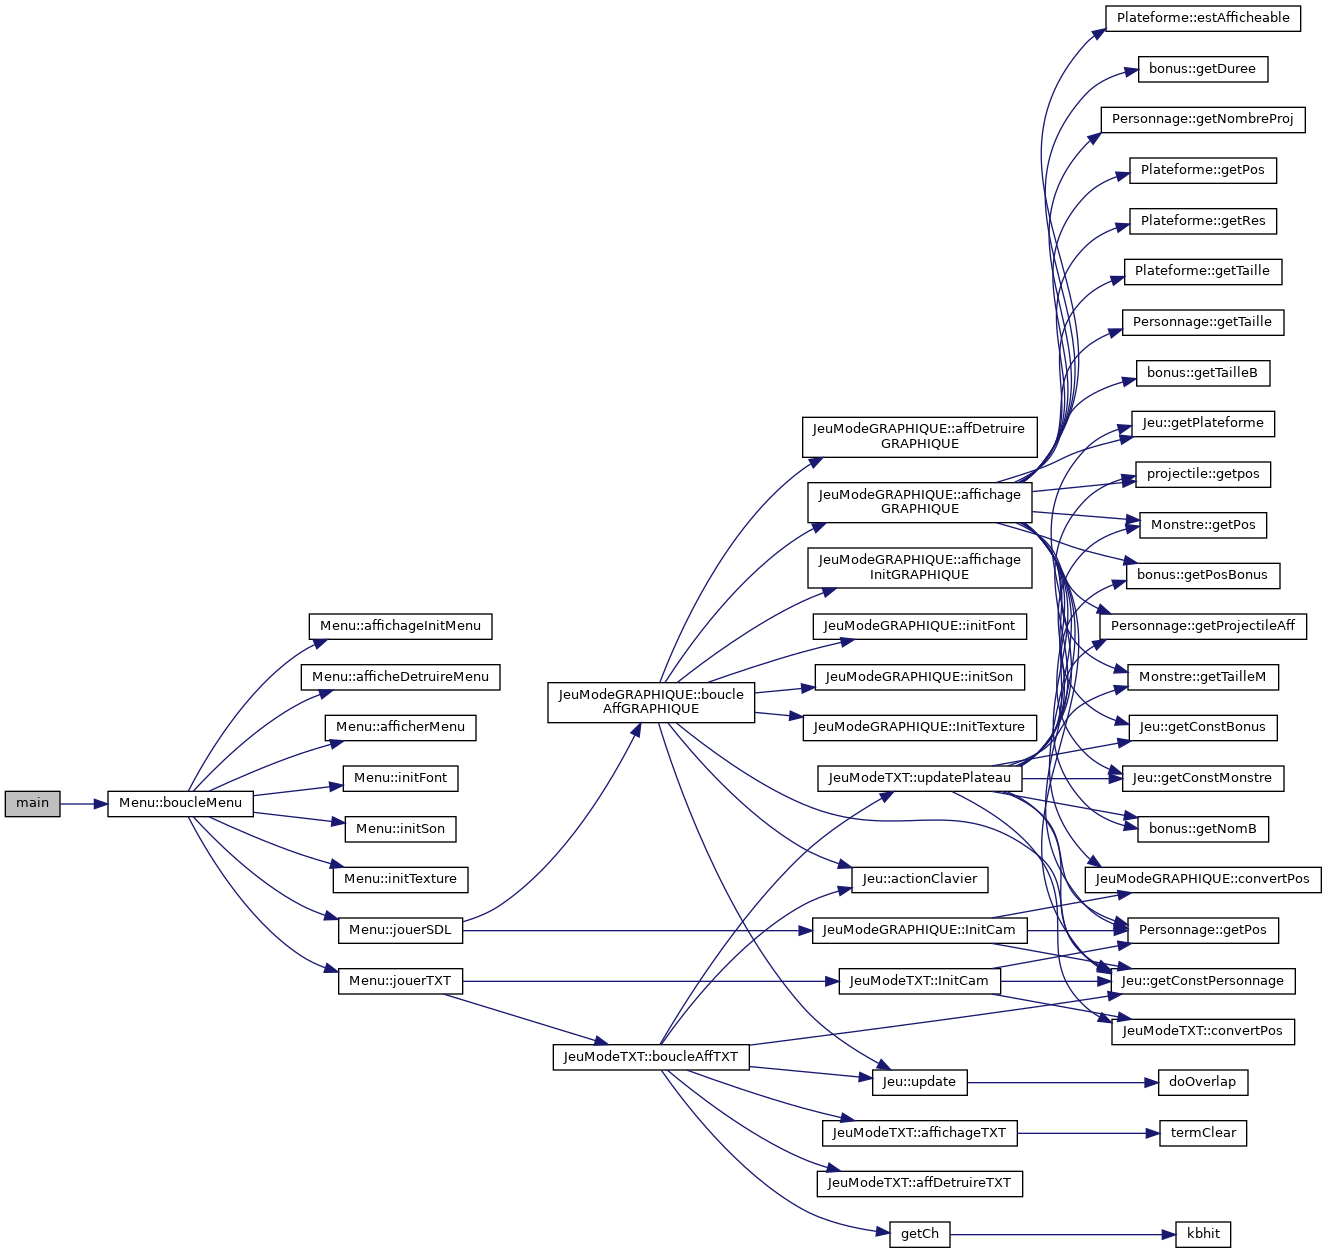 main
Menu::boucleMenu
Menu::affichageInitMenu
Menu::afficheDetruireMenu
Menu::afficherMenu
Menu::initFont
Menu::initSon
Menu::initTexture
Menu::jouerSDL
Menu::jouerTXT
JeuModeGRAPHIQUE::boucle
AffGRAPHIQUE
JeuModeTXT::boucleAffTXT
JeuModeGRAPHIQUE::affDetruire
GRAPHIQUE
JeuModeGRAPHIQUE::affichage
GRAPHIQUE
JeuModeGRAPHIQUE::affichage
InitGRAPHIQUE
JeuModeGRAPHIQUE::initFont
JeuModeGRAPHIQUE::initSon
JeuModeGRAPHIQUE::InitTexture
JeuModeTXT::updatePlateau
Jeu::actionClavier
JeuModeGRAPHIQUE::InitCam
JeuModeTXT::InitCam
Jeu::update
JeuModeTXT::affichageTXT
JeuModeTXT::affDetruireTXT
getCh
Plateforme::estAfficheable
bonus::getDuree
Personnage::getNombreProj
Plateforme::getPos
Plateforme::getRes
Plateforme::getTaille
Personnage::getTaille
bonus::getTailleB
Jeu::getPlateforme
projectile::getpos
Monstre::getPos
bonus::getPosBonus
Personnage::getProjectileAff
Monstre::getTailleM
Jeu::getConstBonus
Jeu::getConstMonstre
bonus::getNomB
JeuModeGRAPHIQUE::convertPos
Personnage::getPos
Jeu::getConstPersonnage
JeuModeTXT::convertPos
doOverlap
termClear
kbhit